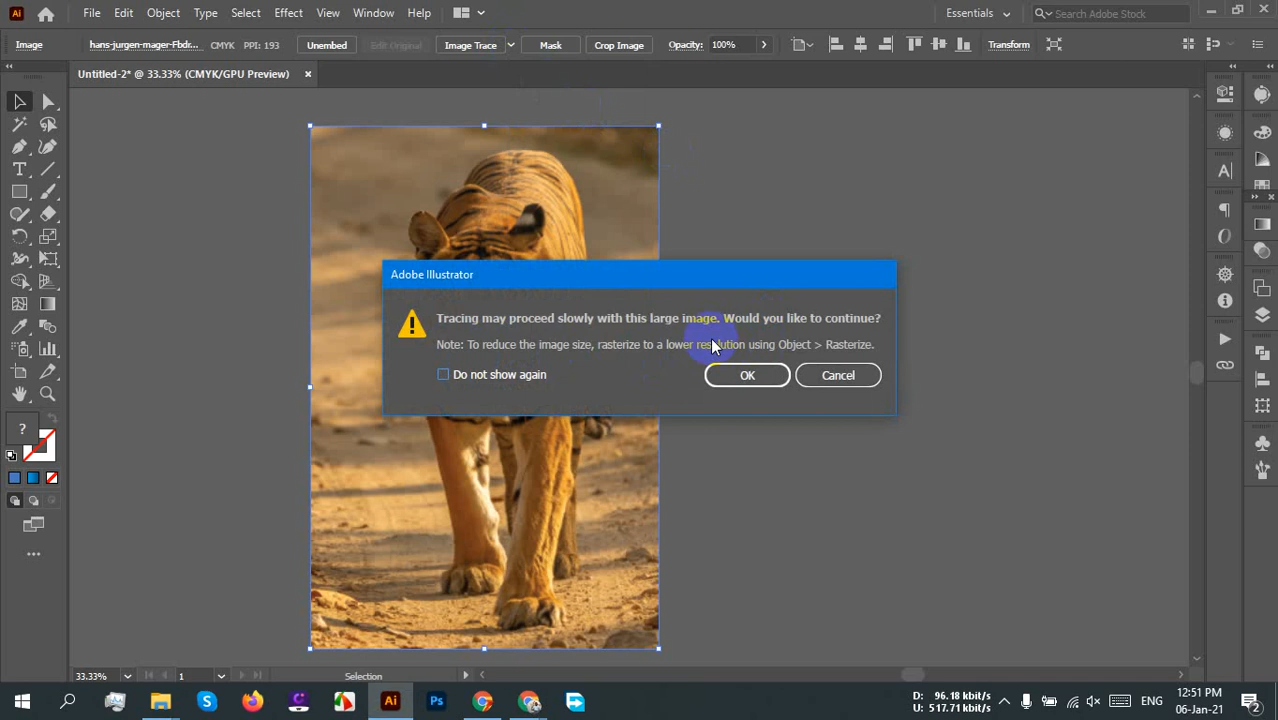 Ai File Edit Object Type Select Effect View Window Help Essentials Search Adobe Stock
Image hans-jurgen-mager-Fbdr... CMYK PPI: 193 Unembed Edit Original Image Trace Mask Crop Image Opacity: 100% Transform
Untitled-2* @ 33.33% (CMYK/GPU Preview)
Adobe Illustrator
Tracing may proceed slowly with this large image. Would you like to continue?
Note: To reduce the image size, rasterize to a lower resolution using Object > Rasterize.
Do not show again OK Cancel
?
33.33% 1 Selection
Ai Ps D: 96.18 kbit/s ENG 12:51 PM
U: 517.71 kbit/s 06-Jan-21 2